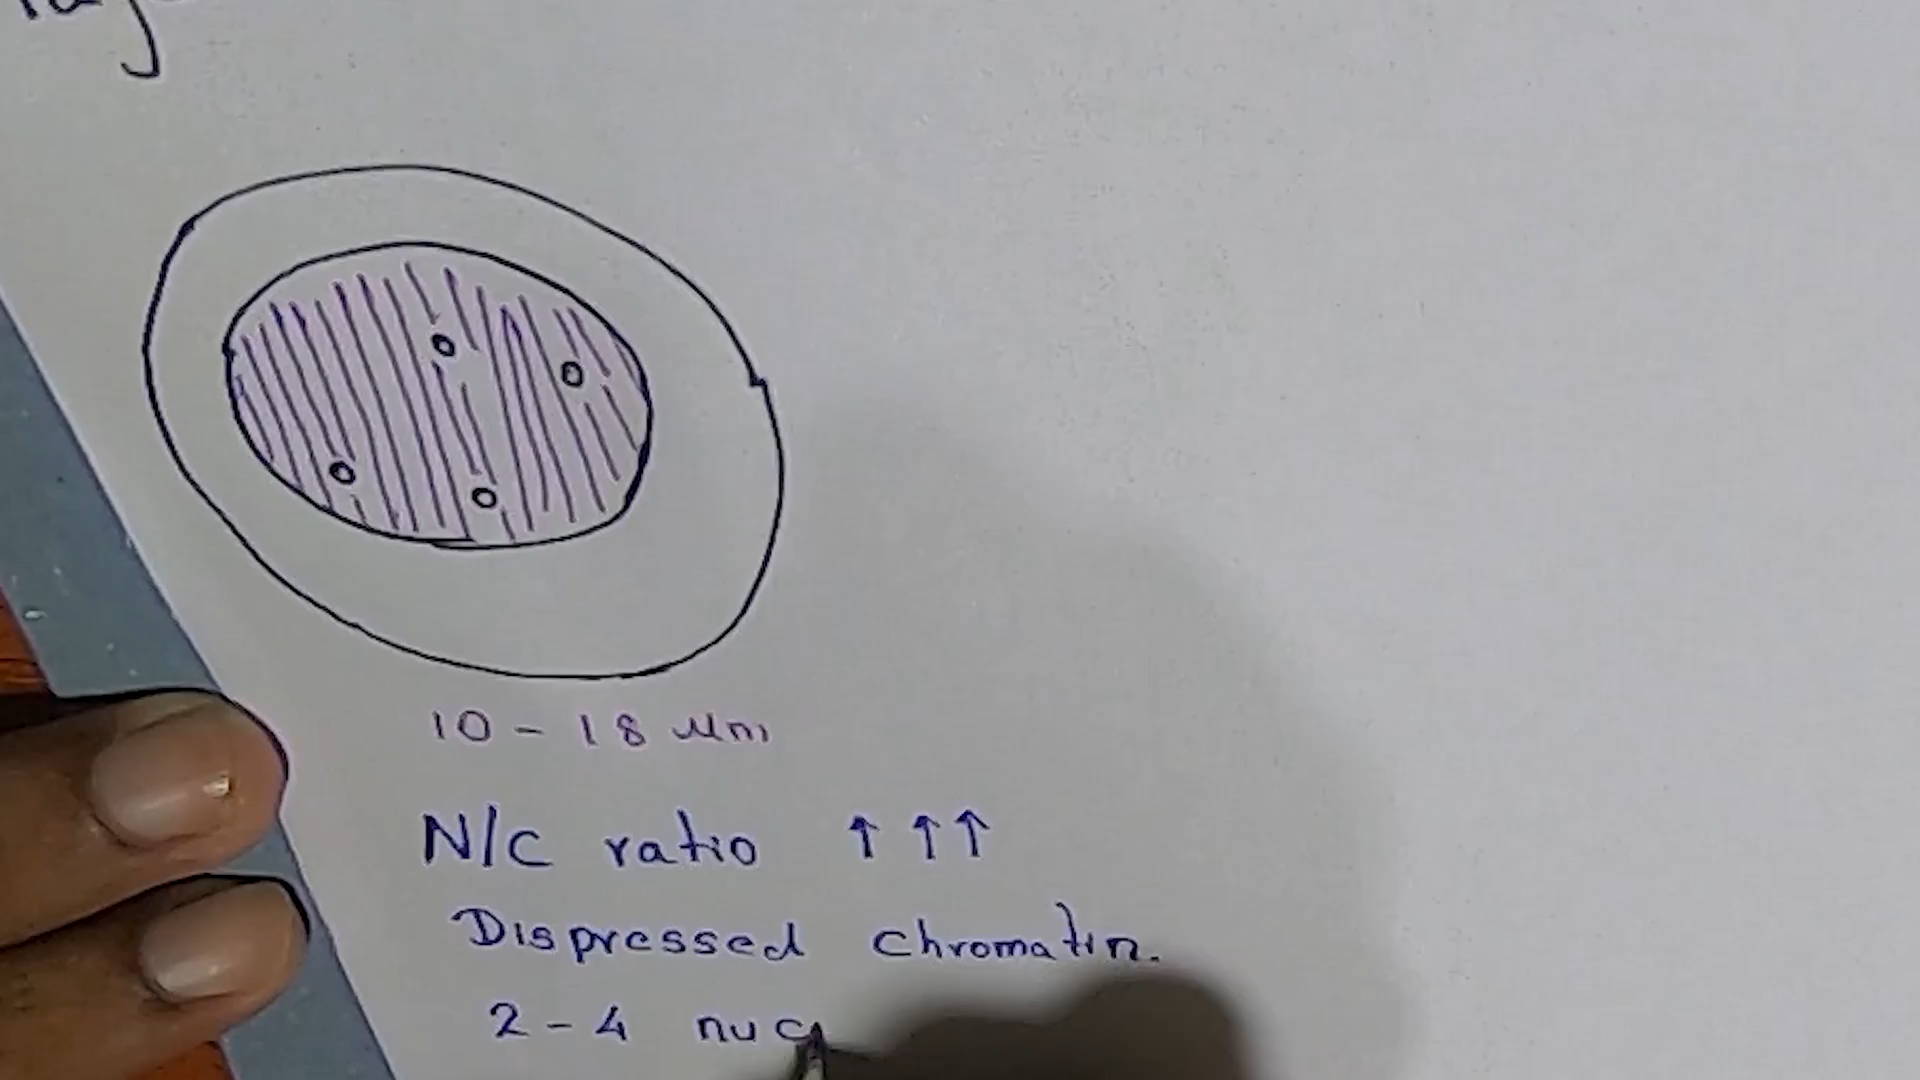 10 - 18 µm
N/C ratio ↑ ↑ ↑
Dispressed chromatin.
2 - 4 nuc